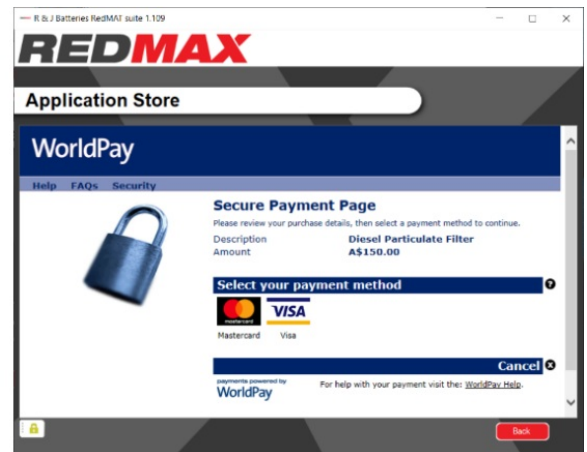 R & J Batteries RedMAT suite 1.109
REDMAX
Application Store
WorldPay
Help FAQs Security
Secure Payment Page
Please review your purchase details, then select a payment method to continue.
Description Diesel Particulate Filter
Amount A$150.00
Select your payment method ?
mastercard VISA
Mastercard Visa
Cancel
payments powered by
WorldPay
For help with your payment visit the: WorldPay Help.
Back